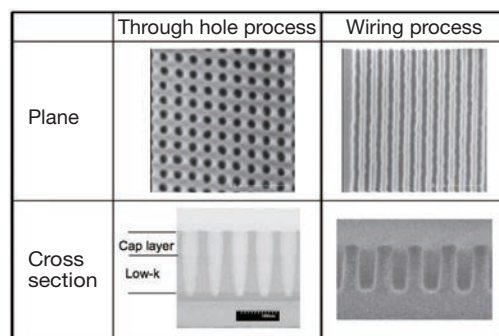 Through hole process
Wiring process
Plane
Cross
section
Cap layer
Low-k